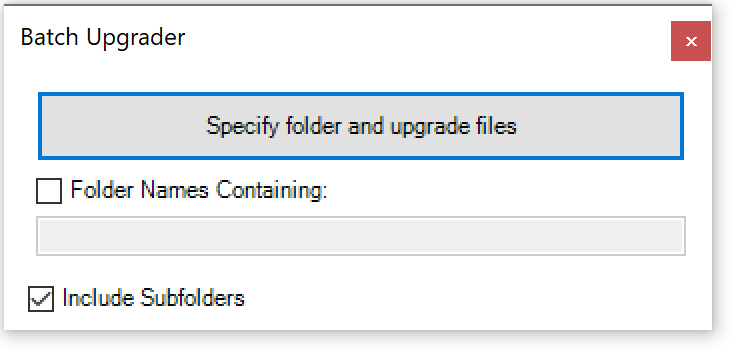 Batch Upgrader
Specify folder and upgrade files
Folder Names Containing:
Include Subfolders